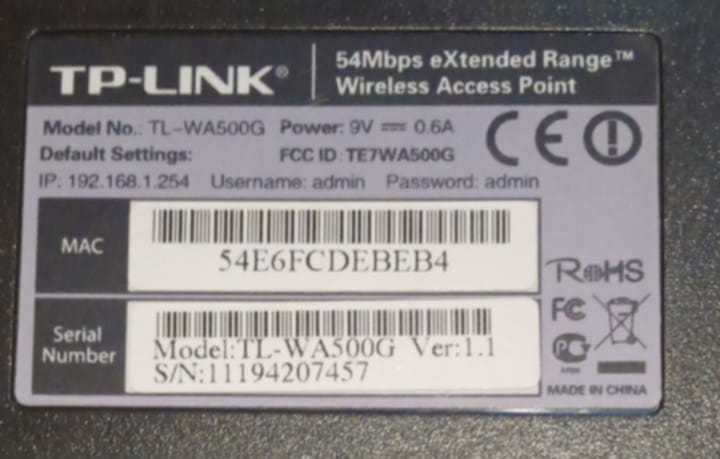 TP-LINK®
54Mbps eXtended Range™
Wireless Access Point
Model No.: TL-WA500G Power: 9V ⎓ 0.6A
Default Settings: FCC ID: TE7WA500G
IP: 192.168.1.254 Username: admin Password: admin
MAC
54E6FCDEBEB4
Serial
Number
Model:TL-WA500G Ver:1.1
S/N:11194207457
CE
RoHS
FC
MADE IN CHINA